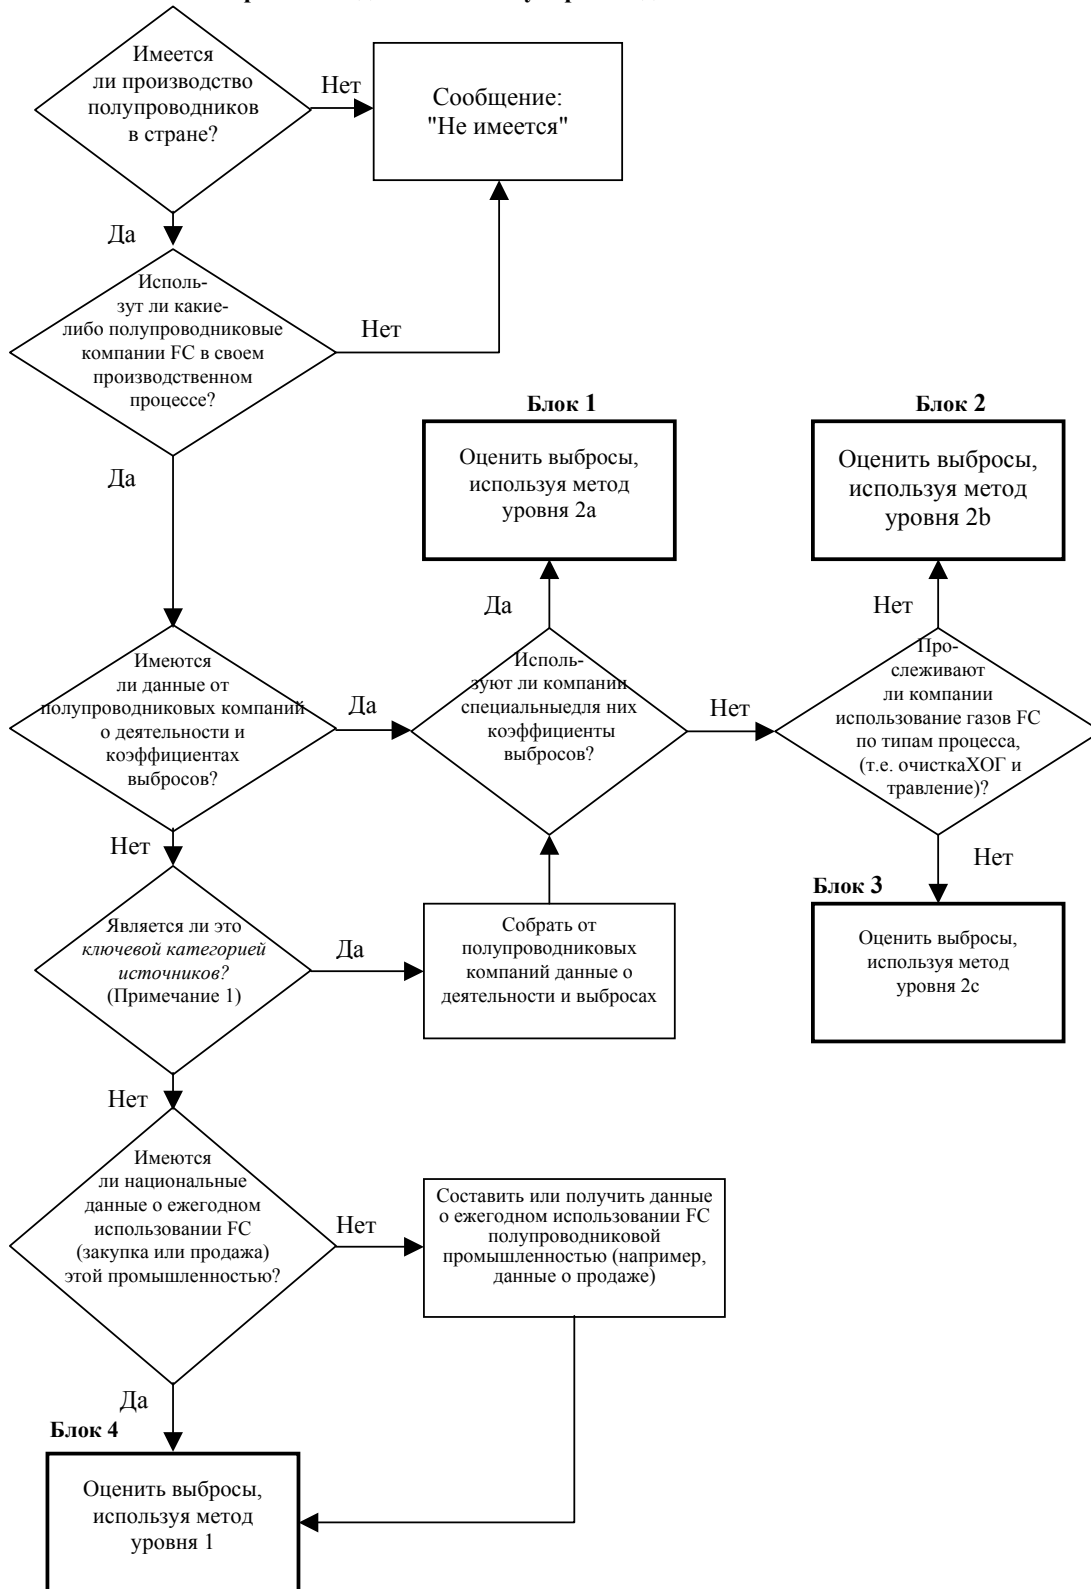 Имеется
ли производство
полупроводников
в стране?
Нет
Сообщение:
"Не имеется"
Да
Исполь-
зут ли какие-
либо полупроводниковые
компании FC в своем
производственном
процессе?
Нет
Да
Блок 1
Оценить выбросы,
используя метод
уровня 2a
Блок 2
Оценить выбросы,
используя метод
уровня 2b
Да
Нет
Имеются
ли данные от
полупроводниковых компаний
о деятельности и
коэффициентах
выбросов?
Да
Исполь-
зуют ли компании
специальныедля них
коэффициенты
выбросов?
Нет
Про-
слеживают
ли компании
использование газов FC
по типам процесса,
(т.е. очисткаХОГ и
травление)?
Нет
Нет
Блок 3
Оценить выбросы,
используя метод
уровня 2c
Является ли это
ключевой категорией
источников?
(Примечание 1)
Да
Собрать от
полупроводниковых
компаний данные о
деятельности и выбросах
Нет
Имеются
ли национальные
данные о ежегодном
использовании FC
(закупка или продажа)
этой промышленностью?
Нет
Составить или получить данные
о ежегодном использовании FC
полупроводниковой
промышленностью (например,
данные о продаже)
Да
Блок 4
Оценить выбросы,
используя метод
уровня 1